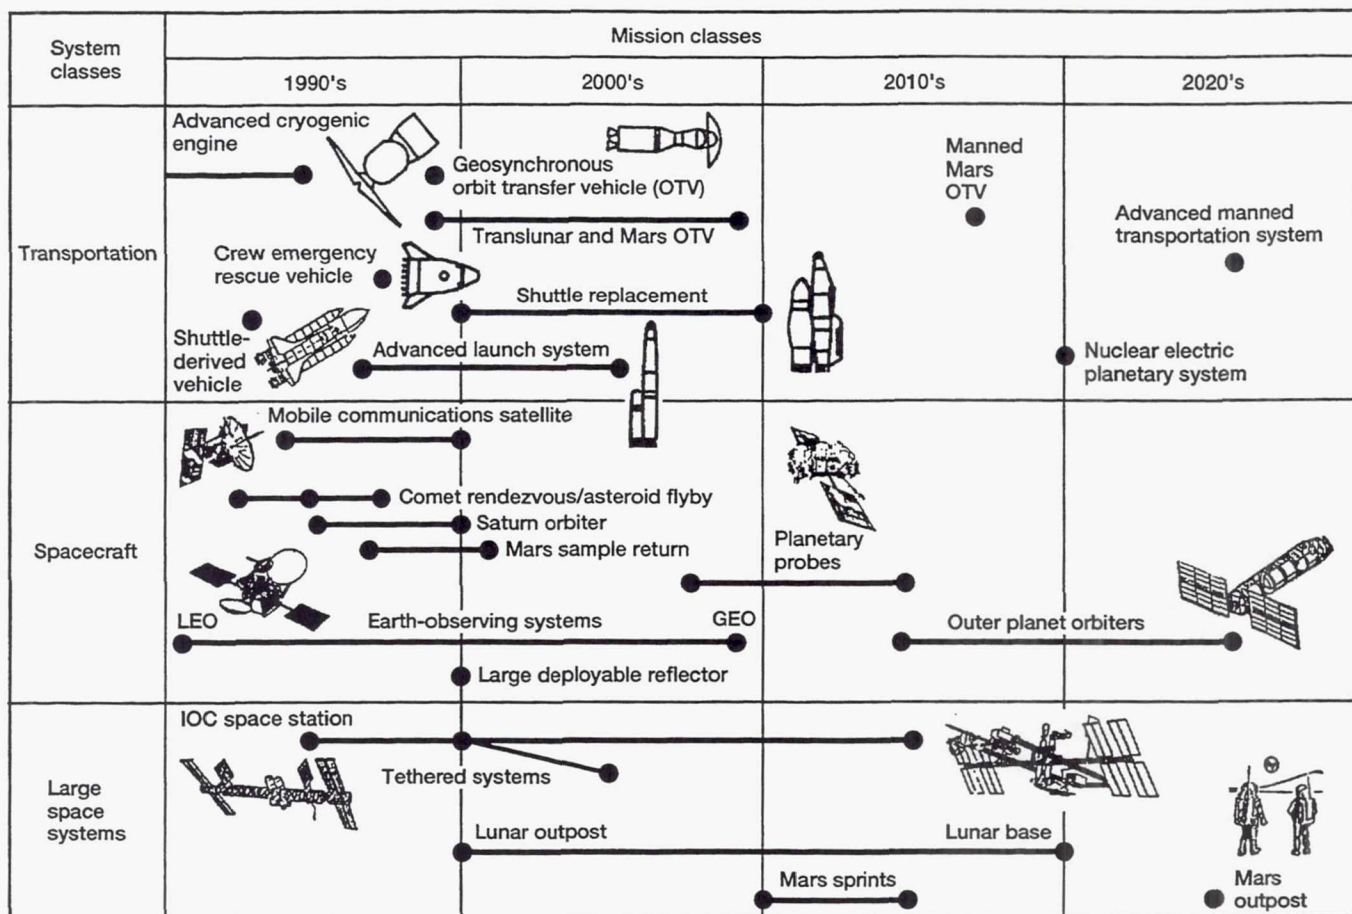 System
classes
Mission classes
1990's
2000's
2010's
2020's
Transportation
Advanced cryogenic
engine
Geosynchronous
orbit transfer vehicle (OTV)
Translunar and Mars OTV
Manned
Mars
OTV
Advanced manned
transportation system
Crew emergency
rescue vehicle
Shuttle replacement
Shuttle-
derived
vehicle
Advanced launch system
Nuclear electric
planetary system
Spacecraft
Mobile communications satellite
Comet rendezvous/asteroid flyby
Saturn orbiter
Mars sample return
Planetary
probes
LEO
Earth-observing systems
GEO
Outer planet orbiters
Large deployable reflector
Large
space
systems
IOC space station
Tethered systems
Lunar outpost
Lunar base
Mars sprints
Mars
outpost